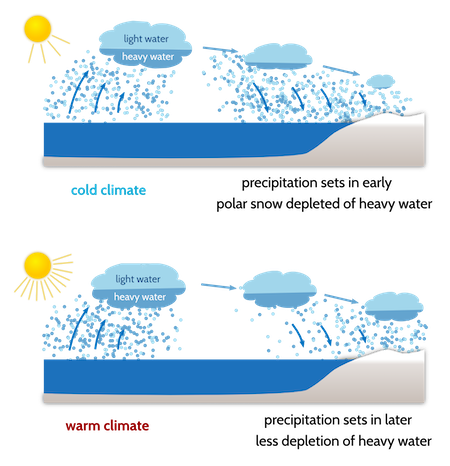 light water
heavy water
cold climate
precipitation sets in early
polar snow depleted of heavy water
light water
heavy water
warm climate
precipitation sets in later
less depletion of heavy water